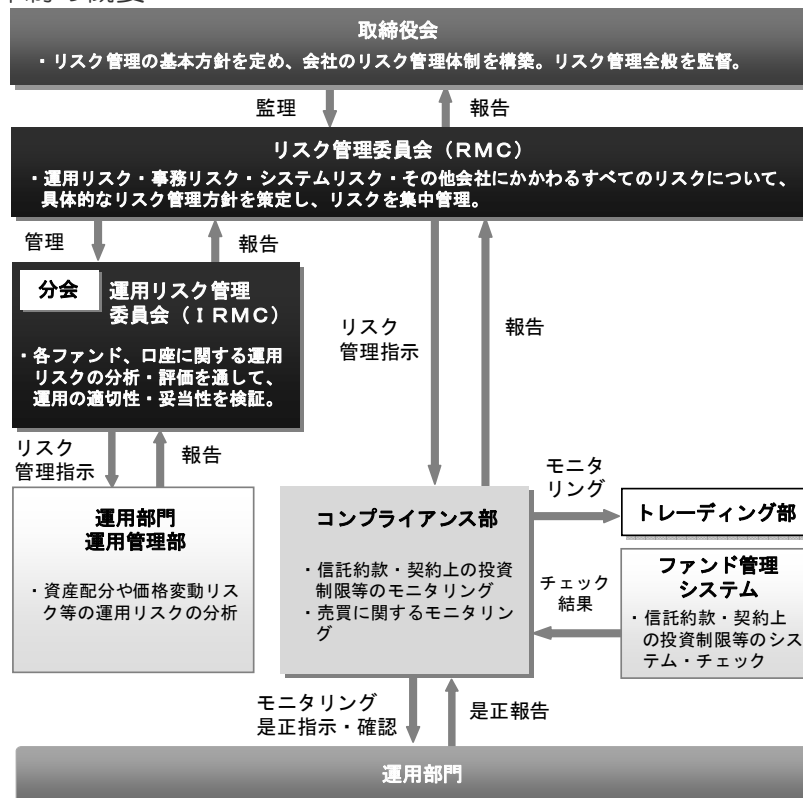 取締役会
・リスク管理の基本方針を定め、会社のリスク管理体制を構築。リスク管理全般を監督。
監理
報告
リスク管理委員会（RMC）
・運用リスク・事務リスク・システムリスク・その他会社にかかわるすべてのリスクについて、
具体的なリスク管理方針を策定し、リスクを集中管理。
管理
報告
分会
運用リスク管理
委員会（IRMC）
・各ファンド、口座に関する運用
リスクの分析・評価を通して、
運用の適切性・妥当性を検証。
リスク
管理指示
報告
リスク
管理指示
報告
運用部門
運用管理部
・資産配分や価格変動リス
ク等の運用リスクの分析
コンプライアンス部
・信託約款・契約上の投資
制限等のモニタリング
・売買に関するモニタリン
グ
モニタ
リング
トレーディング部
チェック
結果
ファンド管理
システム
・信託約款・契約上
の投資制限等のシス
テム・チェック
モニタリング
是正指示・確認
是正報告
運用部門